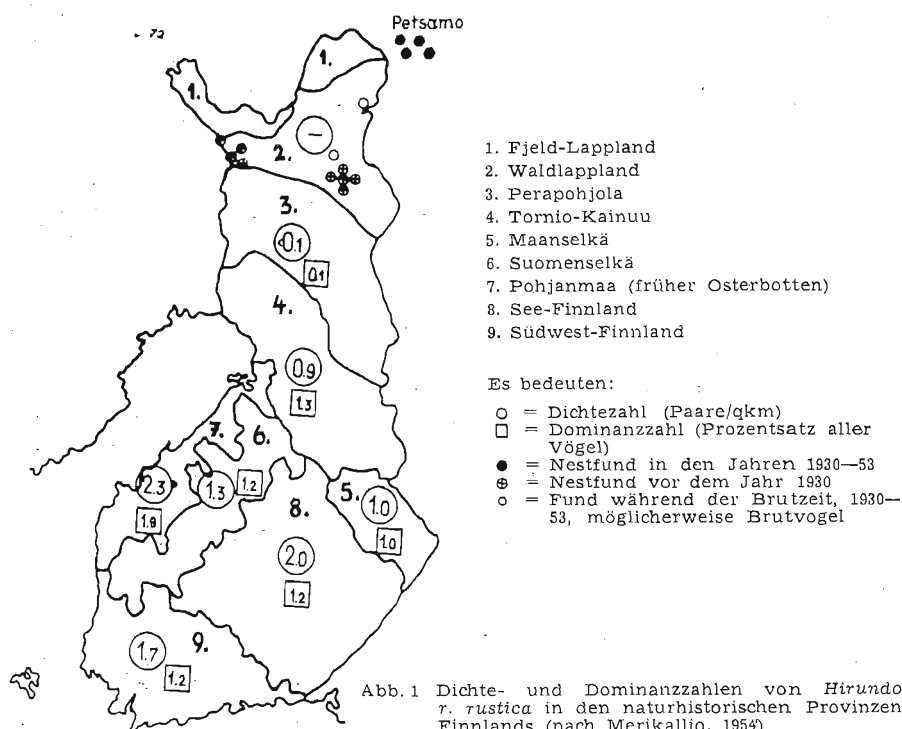 Petsamo
1.
1.
2.
—
3.
0.1
0.1
4.
0.9
1.3
7.
6.
2.3
1.3
1.2
1.9
5.
1.0
1.0
8.
2.0
1.2
9.
1.7
1.2
1. Fjeld-Lappland
2. Waldlappland
3. Perapohjola
4. Tornio-Kainuu
5. Maanselkä
6. Suomenselkä
7. Pohjanmaa (früher Osterbotten)
8. See-Finnland
9. Südwest-Finnland
Es bedeuten:
○ = Dichtezahl (Paare/qkm)
□ = Dominanzzahl (Prozentsatz aller
Vögel)
● = Nestfund in den Jahren 1930—53
⊕ = Nestfund vor dem Jahr 1930
○ = Fund während der Brutzeit, 1930—
53, möglicherweise Brutvogel
Abb. 1 Dichte- und Dominanzzahlen von Hirundo
r. rustica in den naturhistorischen Provinzen
Finnlands (nach Merikallio, 1954)